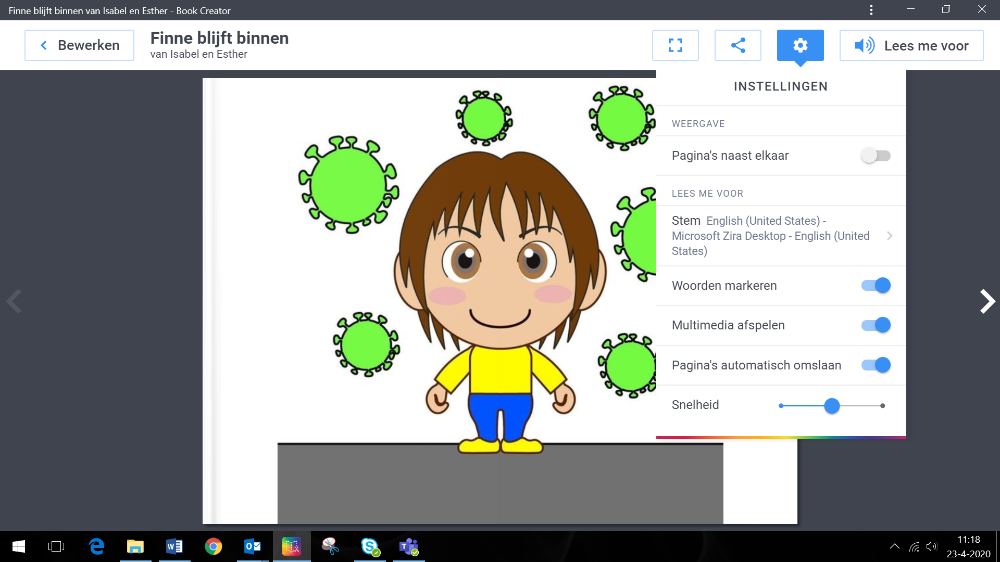 Finne blijft binnen van Isabel en Esther - Book Creator
Bewerken
Finne blijft binnen
van Isabel en Esther
Lees me voor
INSTELLINGEN
WEERGAVE
Pagina's naast elkaar
LEES ME VOOR
Stem English (United States) -
Microsoft Zira Desktop - English (United
States)
Woorden markeren
Multimedia afspelen
Pagina's automatisch omslaan
Snelheid
11:18
23-4-2020